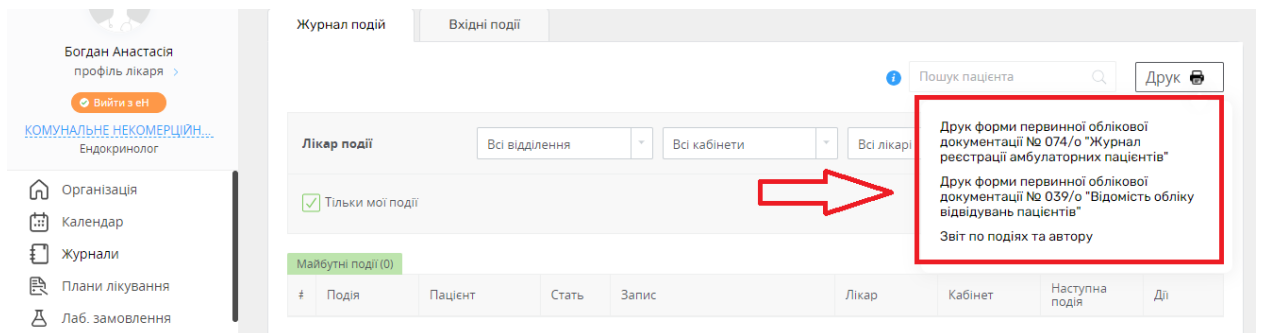 Журнал подій
Вхідні події
Богдан Анастасія
профіль лікаря >
Вийти з еН
КОМУНАЛЬНЕ НЕКОМЕРЦІЙН...
Ендокринолог
Організація
Календар
Журнали
Плани лікування
Лаб. замовлення
i
Пошук пацієнта
Друк
Друк форми первинної облікової
документації № 074/о "Журнал
реєстрації амбулаторних пацієнтів"
Друк форми первинної облікової
документації № 039/о "Відомість обліку
відвідувань пацієнтів"
Звіт по подіях та автору
Лікар події
Всі відділення
Всі кабінети
Всі лікарі
Тільки мої події
Майбутні події (0)
# Подія Пацієнт Стать Запис Лікар Кабінет Наступна
подія Дії